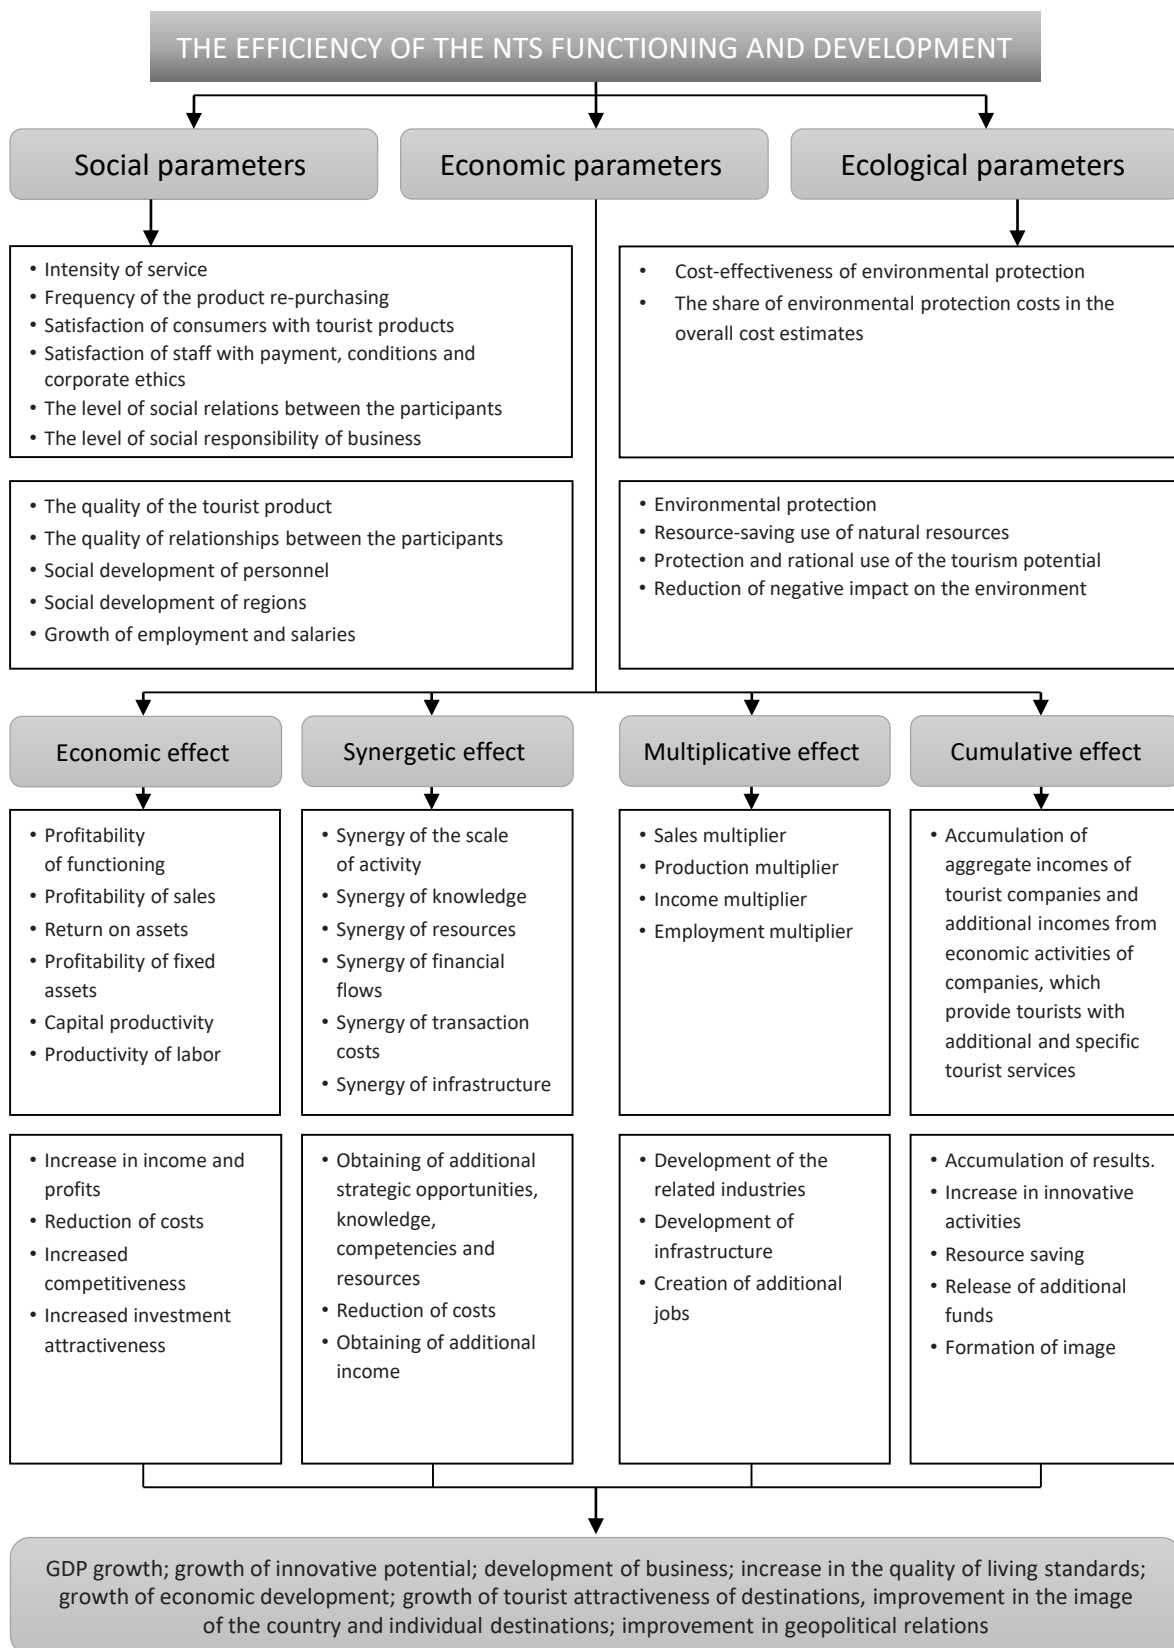 THE EFFICIENCY OF THE NTS FUNCTIONING AND DEVELOPMENT
Social parameters
Economic parameters
Ecological parameters
• Intensity of service
• Frequency of the product re-purchasing
• Satisfaction of consumers with tourist products
• Satisfaction of staff with payment, conditions and
corporate ethics
• The level of social relations between the participants
• The level of social responsibility of business
• Cost-effectiveness of environmental protection
• The share of environmental protection costs in the
overall cost estimates
• The quality of the tourist product
• The quality of relationships between the participants
• Social development of personnel
• Social development of regions
• Growth of employment and salaries
• Environmental protection
• Resource-saving use of natural resources
• Protection and rational use of the tourism potential
• Reduction of negative impact on the environment
Economic effect
Synergetic effect
Multiplicative effect
Cumulative effect
• Profitability
of functioning
• Profitability of sales
• Return on assets
• Profitability of fixed
assets
• Capital productivity
• Productivity of labor
• Synergy of the scale
of activity
• Synergy of knowledge
• Synergy of resources
• Synergy of financial
flows
• Synergy of transaction
costs
• Synergy of infrastructure
• Sales multiplier
• Production multiplier
• Income multiplier
• Employment multiplier
• Accumulation of
aggregate incomes of
tourist companies and
additional incomes from
economic activities of
companies, which
provide tourists with
additional and specific
tourist services
• Increase in income and
profits
• Reduction of costs
• Increased
competitiveness
• Increased investment
attractiveness
• Obtaining of additional
strategic opportunities,
knowledge,
competencies and
resources
• Reduction of costs
• Obtaining of additional
income
• Development of the
related industries
• Development of
infrastructure
• Creation of additional
jobs
• Accumulation of results.
• Increase in innovative
activities
• Resource saving
• Release of additional
funds
• Formation of image
GDP growth; growth of innovative potential; development of business; increase in the quality of living standards;
growth of economic development; growth of tourist attractiveness of destinations, improvement in the image
of the country and individual destinations; improvement in geopolitical relations